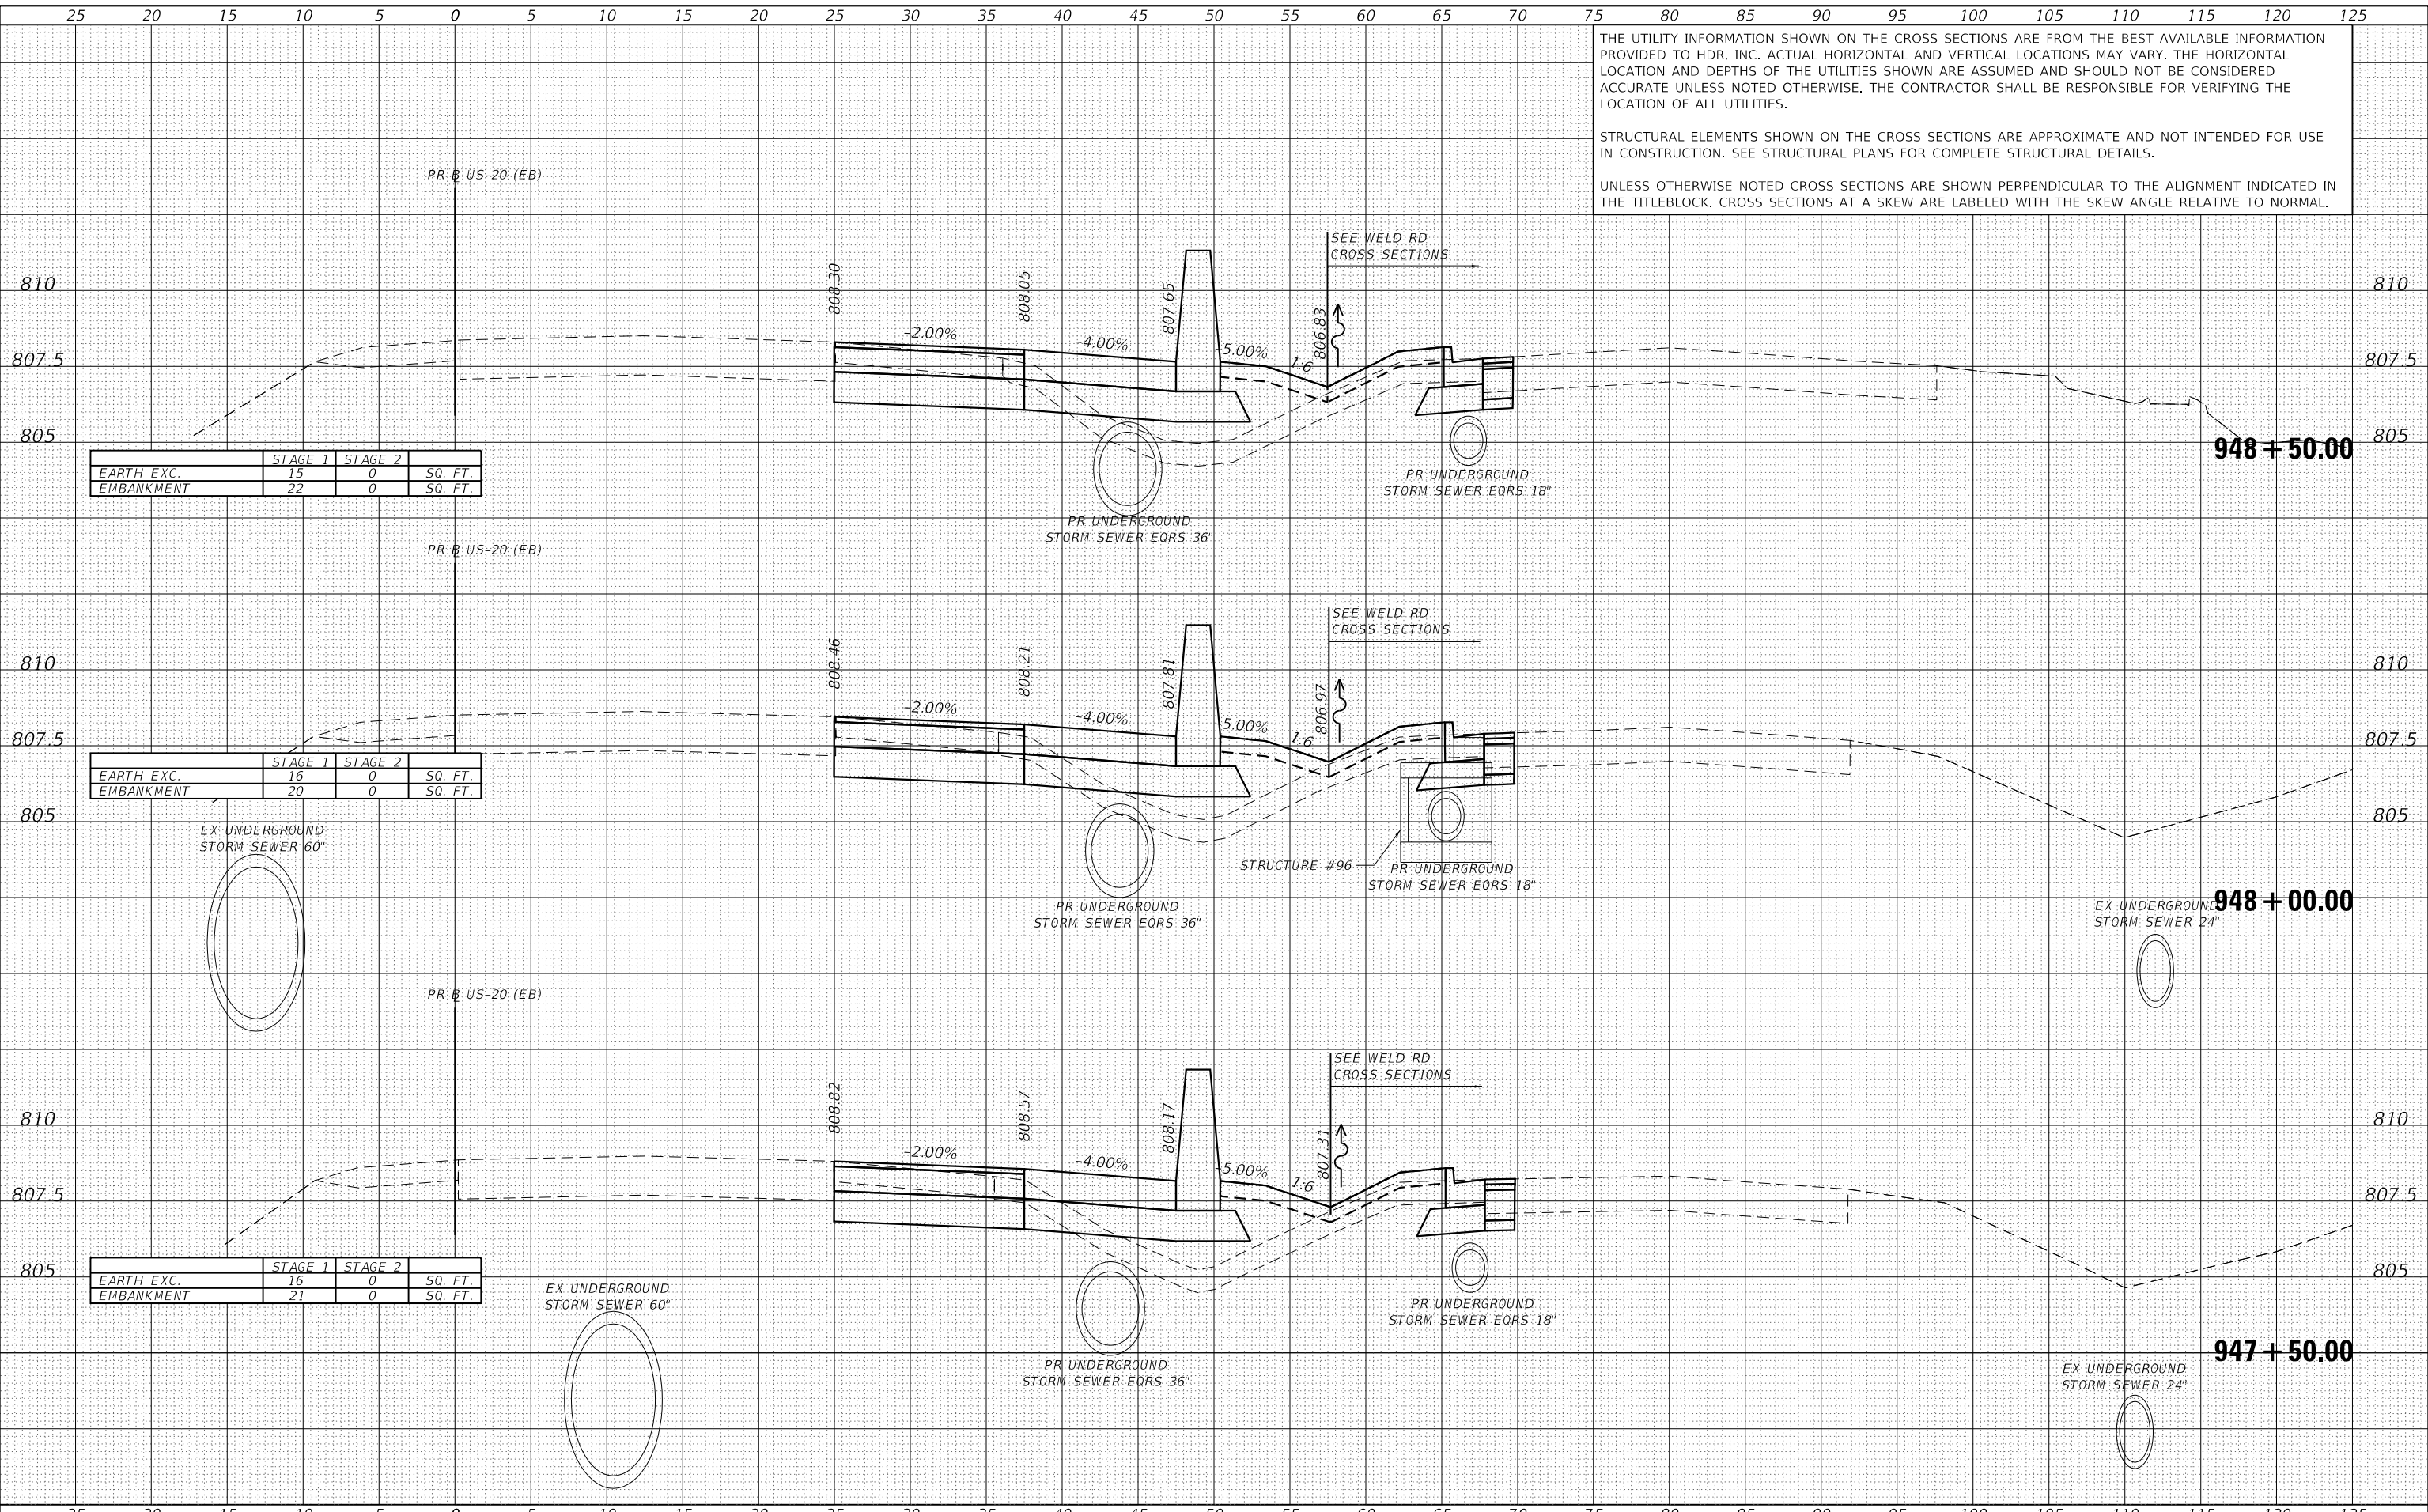 25 20 15 10 5 0 5 10 15 20 25 30 35 40 45 50 55 60 65 70 75 80 85 90 95 100 105 110 115 120 125
THE UTILITY INFORMATION SHOWN ON THE CROSS SECTIONS ARE FROM THE BEST AVAILABLE INFORMATION
PROVIDED TO HDR, INC. ACTUAL HORIZONTAL AND VERTICAL LOCATIONS MAY VARY. THE HORIZONTAL
LOCATION AND DEPTHS OF THE UTILITIES SHOWN ARE ASSUMED AND SHOULD NOT BE CONSIDERED
ACCURATE UNLESS NOTED OTHERWISE. THE CONTRACTOR SHALL BE RESPONSIBLE FOR VERIFYING THE
LOCATION OF ALL UTILITIES.
STRUCTURAL ELEMENTS SHOWN ON THE CROSS SECTIONS ARE APPROXIMATE AND NOT INTENDED FOR USE
IN CONSTRUCTION. SEE STRUCTURAL PLANS FOR COMPLETE STRUCTURAL DETAILS.
UNLESS OTHERWISE NOTED CROSS SECTIONS ARE SHOWN PERPENDICULAR TO THE ALIGNMENT INDICATED IN
THE TITLEBLOCK. CROSS SECTIONS AT A SKEW ARE LABELED WITH THE SKEW ANGLE RELATIVE TO NORMAL.
PR B US-20 (EB)
SEE WELD RD
CROSS SECTIONS
810
808.30
808.05
807.65
806.83
810
807.5
-2.00%
-4.00%
-5.00%
1:6
807.5
805
805
948+50.00
STAGE 1 STAGE 2
EARTH EXC. 15 0 SQ. FT.
EMBANKMENT 22 0 SQ. FT.
PR UNDERGROUND
STORM SEWER EQRS 18"
PR UNDERGROUND
STORM SEWER EQRS 36"
PR B US-20 (EB)
SEE WELD RD
CROSS SECTIONS
810
808.46
808.21
807.81
806.97
810
807.5
-2.00%
-4.00%
-5.00%
1:6
807.5
STAGE 1 STAGE 2
EARTH EXC. 16 0 SQ. FT.
EMBANKMENT 20 0 SQ. FT.
805
805
EX UNDERGROUND
STORM SEWER 60"
STRUCTURE #96
PR UNDERGROUND
STORM SEWER EQRS 18"
PR UNDERGROUND
STORM SEWER EQRS 36"
948+00.00
EX UNDERGROUND
STORM SEWER 24"
PR B US-20 (EB)
SEE WELD RD
CROSS SECTIONS
810
808.82
808.57
808.17
807.31
810
807.5
-2.00%
-4.00%
-5.00%
1:6
807.5
805
805
STAGE 1 STAGE 2
EARTH EXC. 16 0 SQ. FT.
EMBANKMENT 21 0 SQ. FT.
EX UNDERGROUND
STORM SEWER 60"
PR UNDERGROUND
STORM SEWER EQRS 18"
PR UNDERGROUND
STORM SEWER EQRS 36"
947+50.00
EX UNDERGROUND
STORM SEWER 24"